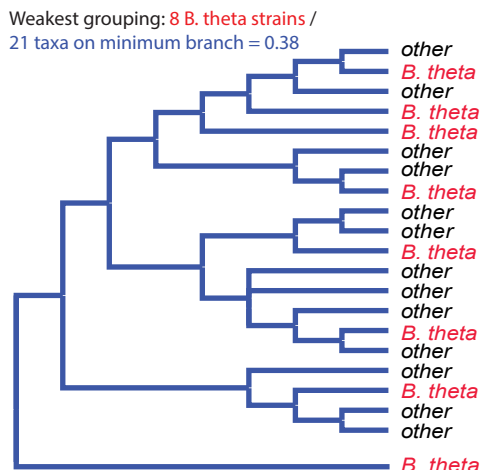 Weakest grouping: 8 B. theta strains /
21 taxa on minimum branch = 0.38
other
B. theta
other
B. theta
B. theta
other
other
B. theta
other
other
B. theta
other
other
other
B. theta
other
other
B. theta
other
other
B. theta